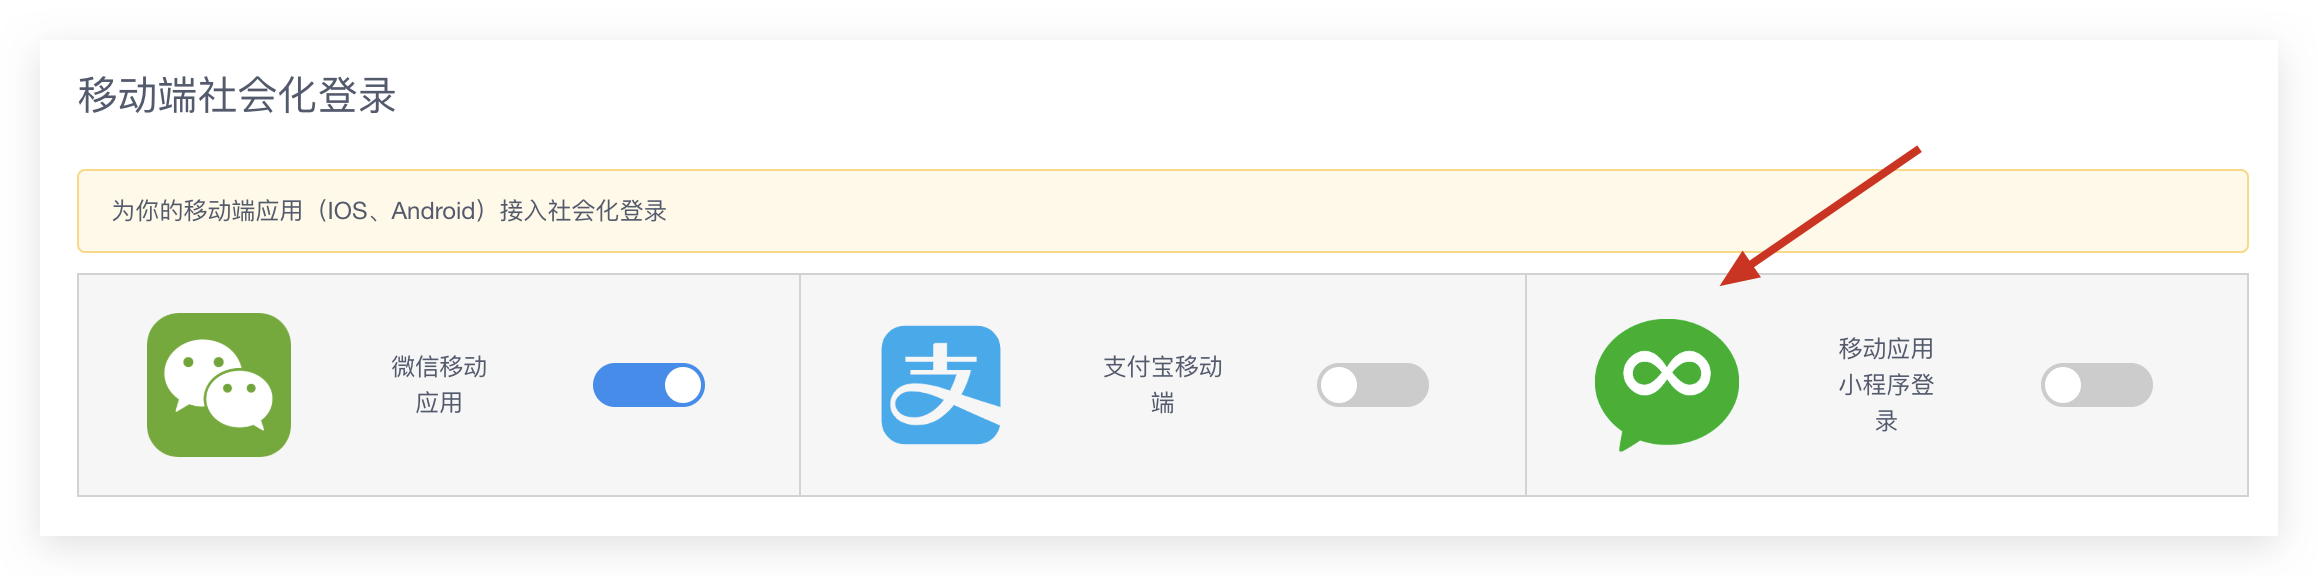 移动端社会化登录
为你的移动端应用（IOS、Android）接入社会化登录
微信移动
应用
支
支付宝移动
端
移动应用
小程序登
录